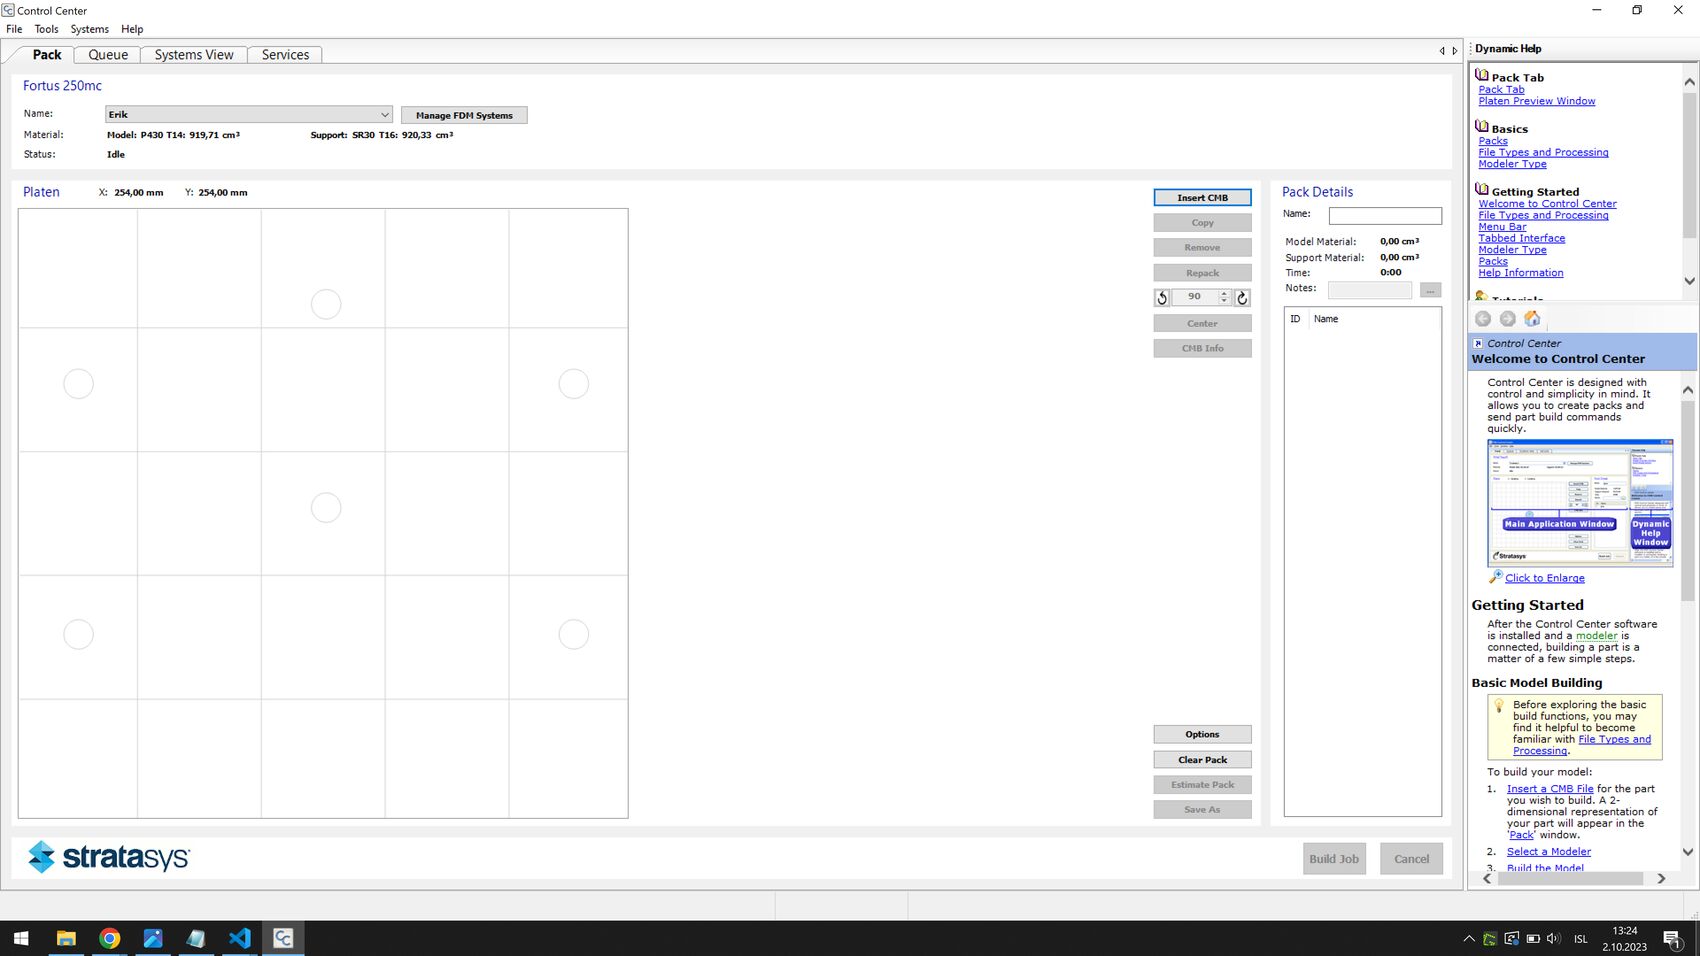 Control Center
File Tools Systems Help
Pack Queue Systems View Services
Fortus 250mc
Name: Erik Manage FDM Systems
Material: Model: P430 T14: 919,71 cm³ Support: SR30 T16: 920,33 cm³
Status: Idle
Platen X: 254,00 mm Y: 254,00 mm
Insert CMB
Copy
Remove
Repack
90
Center
CMB Info
Options
Clear Pack
Estimate Pack
Save As
Pack Details
Name:
Model Material: 0,00 cm³
Support Material: 0,00 cm³
Time: 0:00
Notes: ...
ID Name
stratasys
Build Job Cancel
Dynamic Help
Pack Tab
Pack Tab
Platen Preview Window
Basics
Packs
File Types and Processing
Modeler Type
Getting Started
Welcome to Control Center
File Types and Processing
Menu Bar
Tabbed Interface
Modeler Type
Packs
Help Information
Tutorials
Control Center
Welcome to Control Center
Control Center is designed with
control and simplicity in mind. It
allows you to create packs and
send part build commands
quickly.
Main Application Window
Dynamic
Help
Window
Stratasys
Click to Enlarge
Getting Started
After the Control Center software
is installed and a modeler is
connected, building a part is a
matter of a few simple steps.
Basic Model Building
Before exploring the basic
build functions, you may
find it helpful to become
familiar with File Types and
Processing.
To build your model:
1. Insert a CMB File for the part
you wish to build. A 2-
dimensional representation of
your part will appear in the
'Pack' window.
2. Select a Modeler
3. Build the Model
ISL
13:24
2.10.2023
1